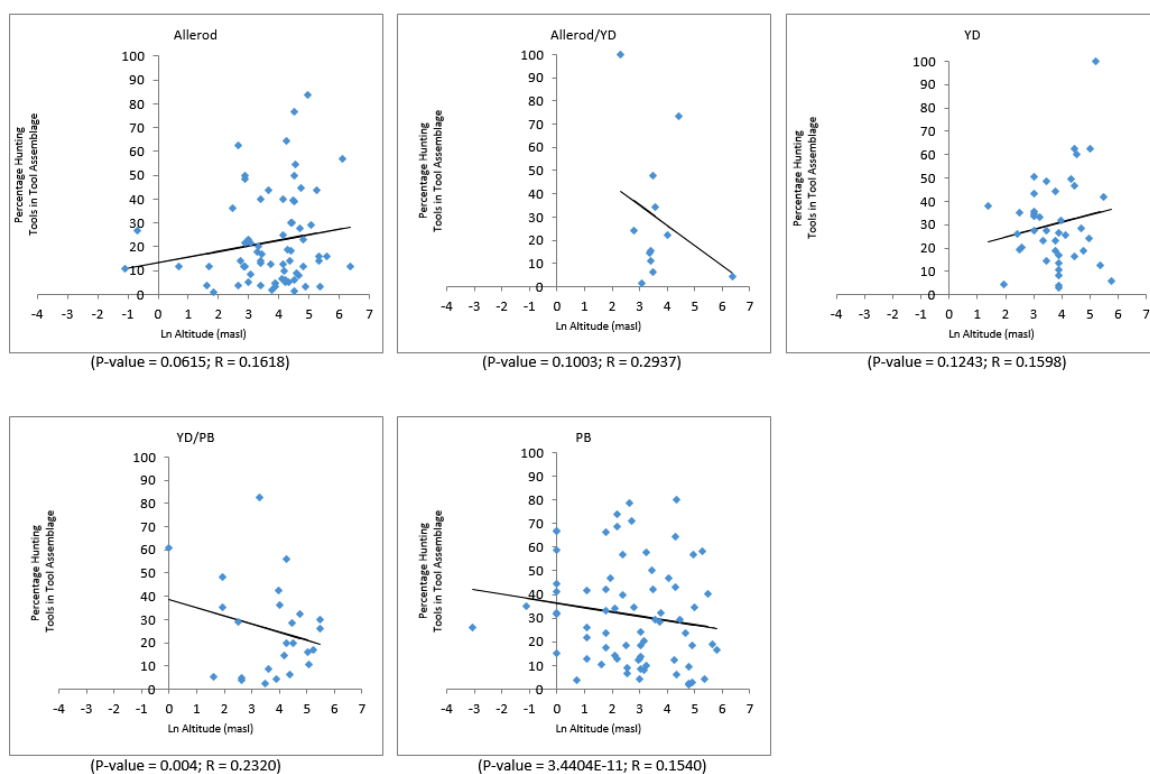 Allerod
Percentage Hunting
Tools in Tool Assemblage
100
90
80
70
60
50
40
30
20
10
0
-4 -3 -2 -1 0 1 2 3 4 5 6 7
Ln Altitude (masl)
(P-value = 0.0615; R = 0.1618)
Allerod/YD
Percentage Hunting
Tools in Tool Assemblage
100
90
80
70
60
50
40
30
20
10
0
-4 -3 -2 -1 0 1 2 3 4 5 6 7
Ln Altitude (masl)
(P-value = 0.1003; R = 0.2937)
YD
Percentage Hunting
Tools in Tool Assemblage
100
90
80
70
60
50
40
30
20
10
0
-4 -3 -2 -1 0 1 2 3 4 5 6 7
Ln Altitude (masl)
(P-value = 0.1243; R = 0.1598)
YD/PB
Percentage Hunting
Tools in Tool Assemblage
100
90
80
70
60
50
40
30
20
10
0
-4 -3 -2 -1 0 1 2 3 4 5 6 7
Ln Altitude (masl)
(P-value = 0.004; R = 0.2320)
PB
Percentage Hunting
Tools in Tool Assemblage
100
90
80
70
60
50
40
30
20
10
0
-4 -3 -2 -1 0 1 2 3 4 5 6 7
Ln Altitude (masl)
(P-value = 3.4404E-11; R = 0.1540)